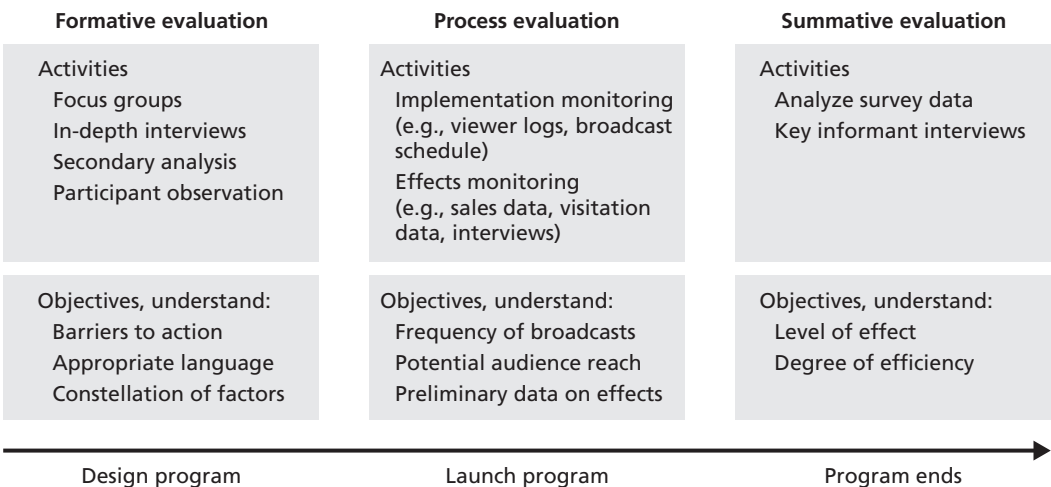 Formative evaluation
Activities
Focus groups
In-depth interviews
Secondary analysis
Participant observation
Objectives, understand:
Barriers to action
Appropriate language
Constellation of factors
Design program
Process evaluation
Activities
Implementation monitoring
(e.g., viewer logs, broadcast
schedule)
Effects monitoring
(e.g., sales data, visitation
data, interviews)
Objectives, understand:
Frequency of broadcasts
Potential audience reach
Preliminary data on effects
Launch program
Summative evaluation
Activities
Analyze survey data
Key informant interviews
Objectives, understand:
Level of effect
Degree of efficiency
Program ends